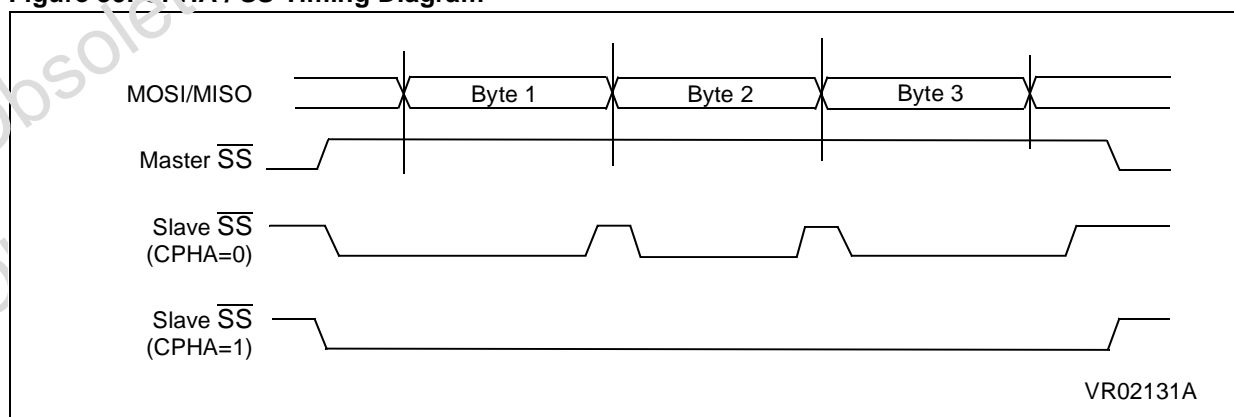 MOSI/MISO
Byte 1
Byte 2
Byte 3
Master SS
Slave SS
(CPHA=0)
Slave SS
(CPHA=1)
VR02131A